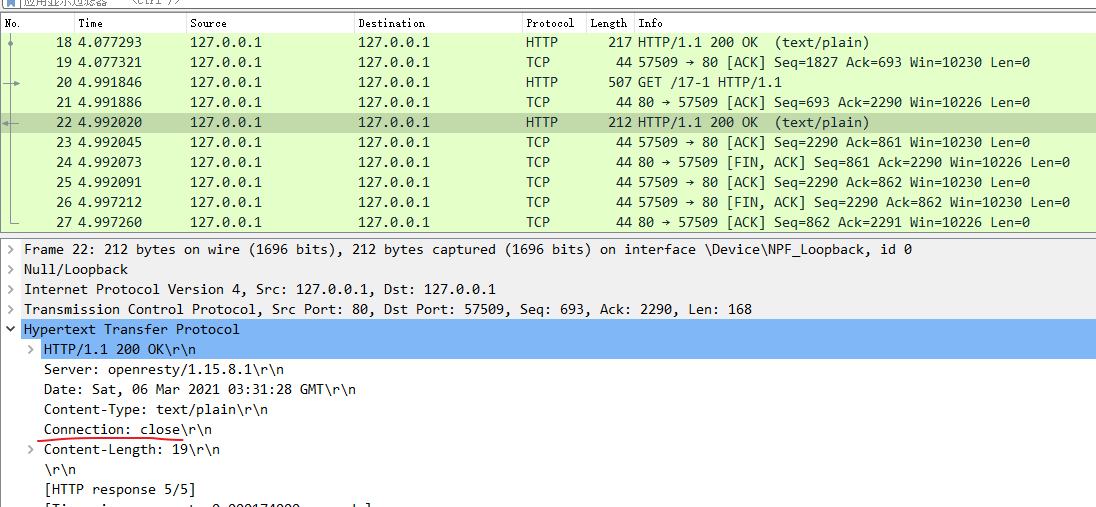 应用显示过滤器 … <Ctrl-/>
No. Time Source Destination Protocol Length Info
18 4.077293 127.0.0.1 127.0.0.1 HTTP 217 HTTP/1.1 200 OK (text/plain)
19 4.077321 127.0.0.1 127.0.0.1 TCP 44 57509 → 80 [ACK] Seq=1827 Ack=693 Win=10230 Len=0
20 4.991846 127.0.0.1 127.0.0.1 HTTP 507 GET /17-1 HTTP/1.1
21 4.991886 127.0.0.1 127.0.0.1 TCP 44 80 → 57509 [ACK] Seq=693 Ack=2290 Win=10226 Len=0
22 4.992020 127.0.0.1 127.0.0.1 HTTP 212 HTTP/1.1 200 OK (text/plain)
23 4.992045 127.0.0.1 127.0.0.1 TCP 44 57509 → 80 [ACK] Seq=2290 Ack=861 Win=10230 Len=0
24 4.992073 127.0.0.1 127.0.0.1 TCP 44 80 → 57509 [FIN, ACK] Seq=861 Ack=2290 Win=10226 Len=0
25 4.992091 127.0.0.1 127.0.0.1 TCP 44 57509 → 80 [ACK] Seq=2290 Ack=862 Win=10230 Len=0
26 4.997212 127.0.0.1 127.0.0.1 TCP 44 57509 → 80 [FIN, ACK] Seq=2290 Ack=862 Win=10230 Len=0
27 4.997260 127.0.0.1 127.0.0.1 TCP 44 80 → 57509 [ACK] Seq=862 Ack=2291 Win=10226 Len=0
Frame 22: 212 bytes on wire (1696 bits), 212 bytes captured (1696 bits) on interface \Device\NPF_Loopback, id 0
Null/Loopback
Internet Protocol Version 4, Src: 127.0.0.1, Dst: 127.0.0.1
Transmission Control Protocol, Src Port: 80, Dst Port: 57509, Seq: 693, Ack: 2290, Len: 168
Hypertext Transfer Protocol
HTTP/1.1 200 OK\r\n
Server: openresty/1.15.8.1\r\n
Date: Sat, 06 Mar 2021 03:31:28 GMT\r\n
Content-Type: text/plain\r\n
Connection: close\r\n
Content-Length: 19\r\n
\r\n
[HTTP response 5/5]